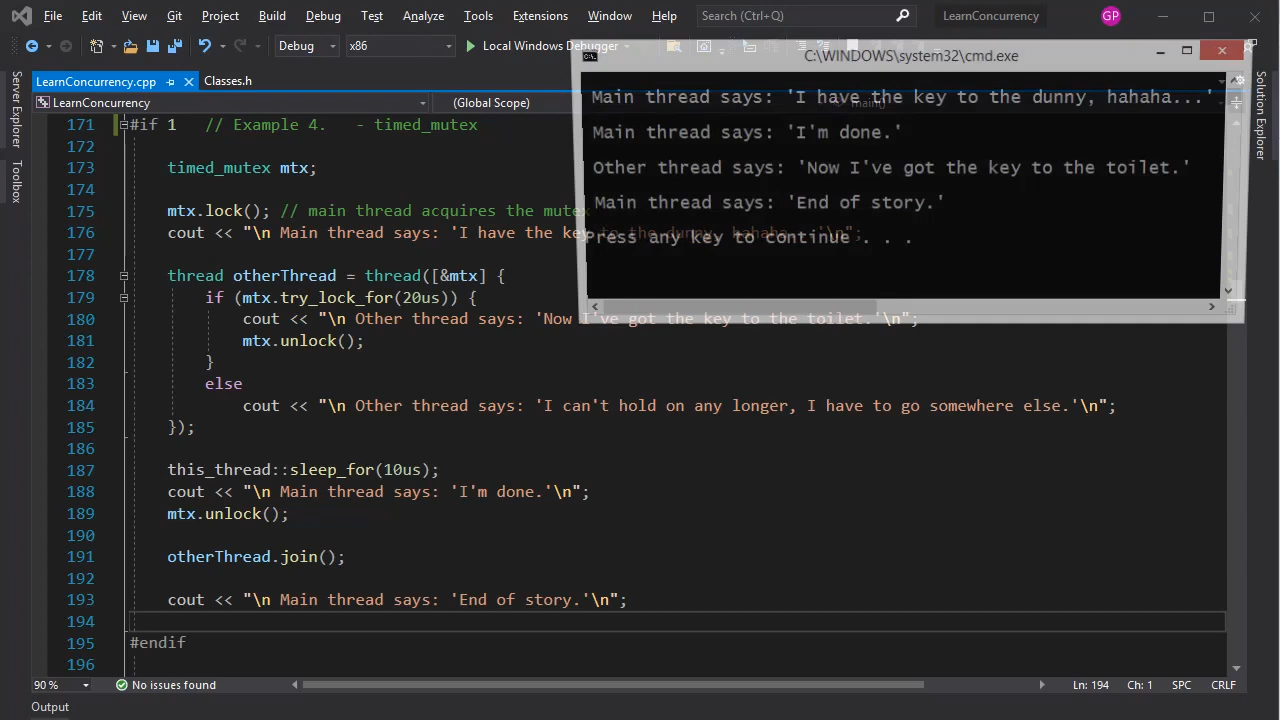 File Edit View Git Project Build Debug Test Analyze Tools Extensions Window Help Search (Ctrl+Q) LearnConcurrency GP
Debug x86 Local Windows Debugger
LearnConcurrency.cpp Classes.h
LearnConcurrency (Global Scope) main()
Server Explorer
Toolbox
Solution Explorer
171 #if 1 // Example 4. - timed_mutex
172
173 timed_mutex mtx;
174
175 mtx.lock(); // main thread acquires the mutex
176 cout << "\n Main thread says: 'I have the key to the dunny, hahaha...'\n";
177
178 thread otherThread = thread([&mtx] {
179 if (mtx.try_lock_for(20us)) {
180 cout << "\n Other thread says: 'Now I've got the key to the toilet.'\n";
181 mtx.unlock();
182 }
183 else
184 cout << "\n Other thread says: 'I can't hold on any longer, I have to go somewhere else.'\n";
185 });
186
187 this_thread::sleep_for(10us);
188 cout << "\n Main thread says: 'I'm done.'\n";
189 mtx.unlock();
190
191 otherThread.join();
192
193 cout << "\n Main thread says: 'End of story.'\n";
194
195 #endif
196
C:\WINDOWS\system32\cmd.exe
Main thread says: 'I have the key to the dunny, hahaha...'
Main thread says: 'I'm done.'
Other thread says: 'Now I've got the key to the toilet.'
Main thread says: 'End of story.'
Press any key to continue . . .
90 % No issues found Ln: 194 Ch: 1 SPC CRLF
Output